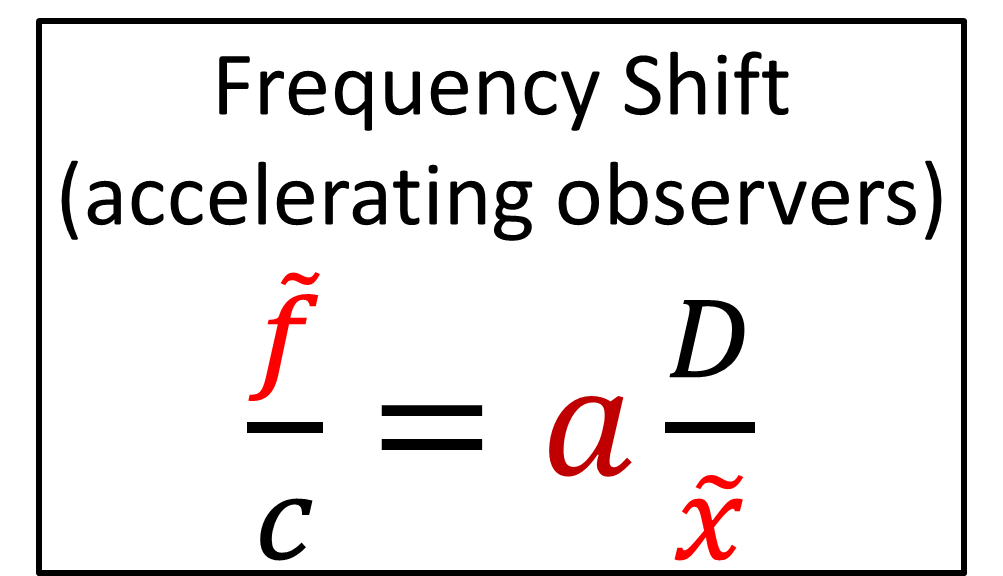 Frequency Shift
(accelerating observers)
f̃/c = a D/x̃